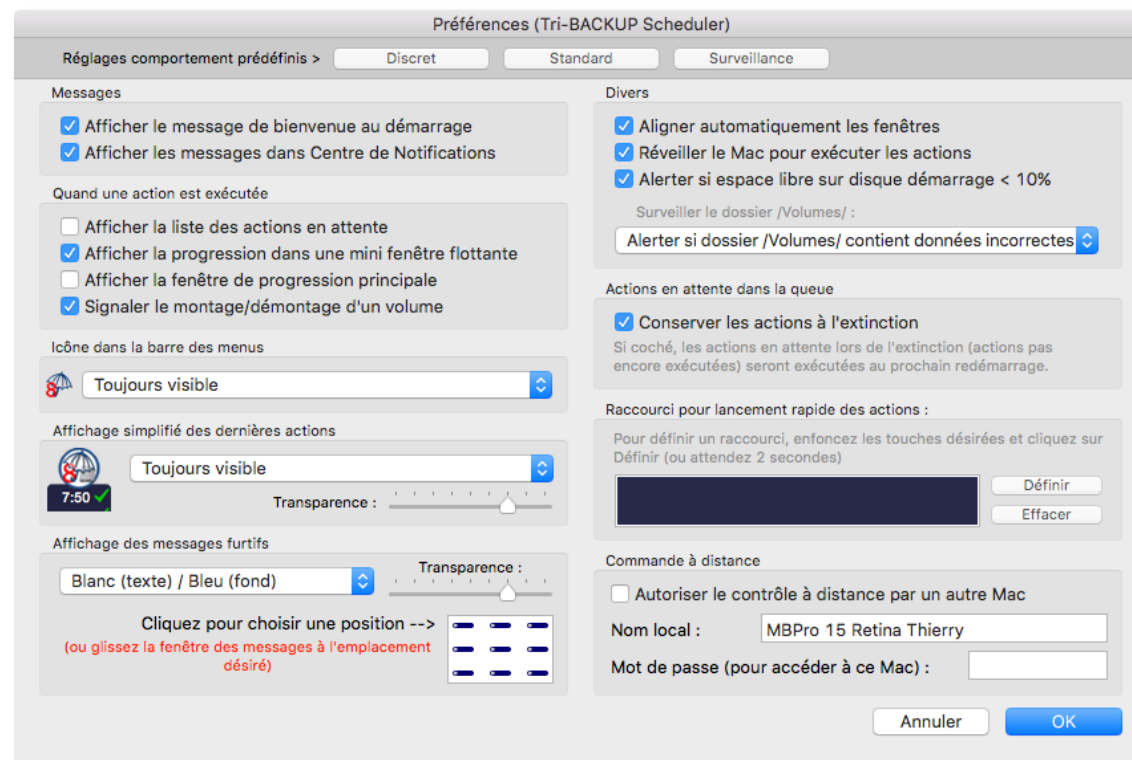 Préférences (Tri-BACKUP Scheduler)
Réglages comportement prédéfinis > Discret Standard Surveillance
Messages
Afficher le message de bienvenue au démarrage
Afficher les messages dans Centre de Notifications
Quand une action est exécutée
Afficher la liste des actions en attente
Afficher la progression dans une mini fenêtre flottante
Afficher la fenêtre de progression principale
Signaler le montage/démontage d'un volume
Icône dans la barre des menus
8 Toujours visible
Affichage simplifié des dernières actions
8 Toujours visible
7:50
Transparence :
Affichage des messages furtifs
Blanc (texte) / Bleu (fond)
Transparence :
Cliquez pour choisir une position -->
(ou glissez la fenêtre des messages à l'emplacement
désiré)
Divers
Aligner automatiquement les fenêtres
Réveiller le Mac pour exécuter les actions
Alerter si espace libre sur disque démarrage < 10%
Surveiller le dossier /Volumes/ :
Alerter si dossier /Volumes/ contient données incorrectes
Actions en attente dans la queue
Conserver les actions à l'extinction
Si coché, les actions en attente lors de l'extinction (actions pas
encore exécutées) seront exécutées au prochain redémarrage.
Raccourci pour lancement rapide des actions :
Pour définir un raccourci, enfoncez les touches désirées et cliquez sur
Définir (ou attendez 2 secondes)
Définir
Effacer
Commande à distance
Autoriser le contrôle à distance par un autre Mac
Nom local : MBPro 15 Retina Thierry
Mot de passe (pour accéder à ce Mac) :
Annuler OK